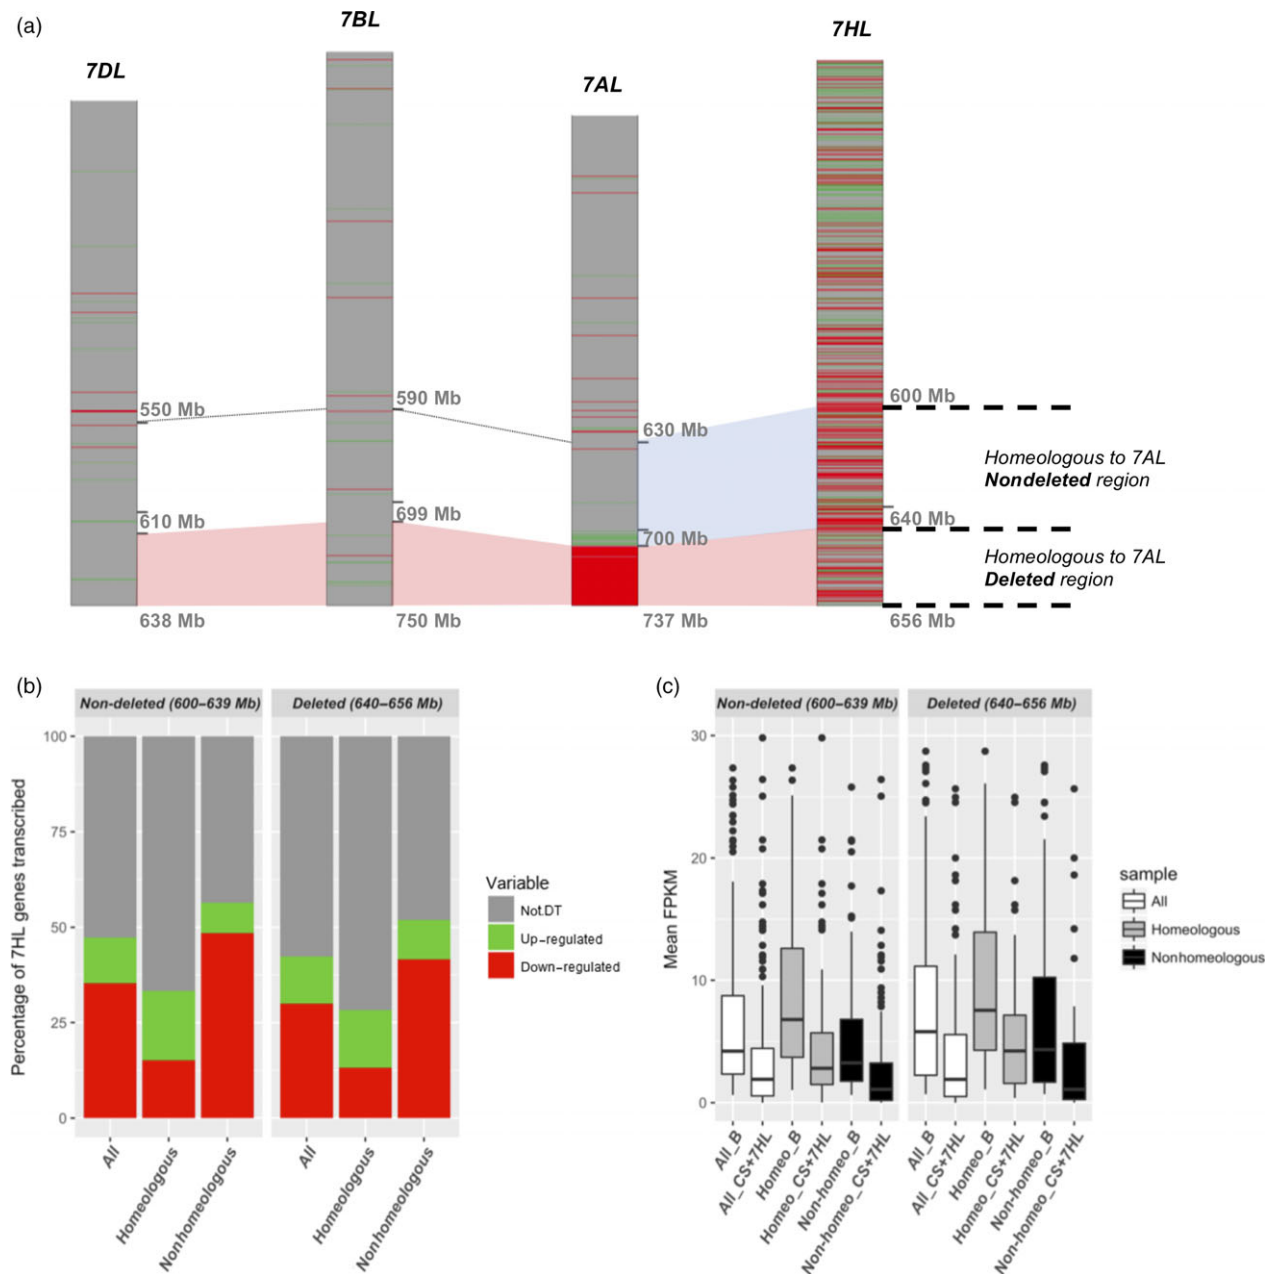 (a)
7DL
7BL
7AL
7HL
550 Mb
590 Mb
630 Mb
600 Mb
Homeologous to 7AL
Nondeleted region
610 Mb
699 Mb
700 Mb
640 Mb
Homeologous to 7AL
Deleted region
638 Mb
750 Mb
737 Mb
656 Mb
(b)
Non-deleted (600–639 Mb)
Deleted (640–656 Mb)
Percentage of 7HL genes transcribed
100
75
50
25
0
All
Homeologous
Nonhomeologous
All
Homeologous
Nonhomeologous
Variable
Not.DT
Up-regulated
Down-regulated
(c)
Non-deleted (600–639 Mb)
Deleted (640–656 Mb)
Mean FPKM
30
20
10
0
All_B
All_CS+7HL
Homeo_B
Homeo_CS+7HL
Non-homeo_B
Non-homeo_CS+7HL
All_B
All_CS+7HL
Homeo_B
Homeo_CS+7HL
Non-homeo_B
Non-homeo_CS+7HL
sample
All
Homeologous
Nonhomeologous